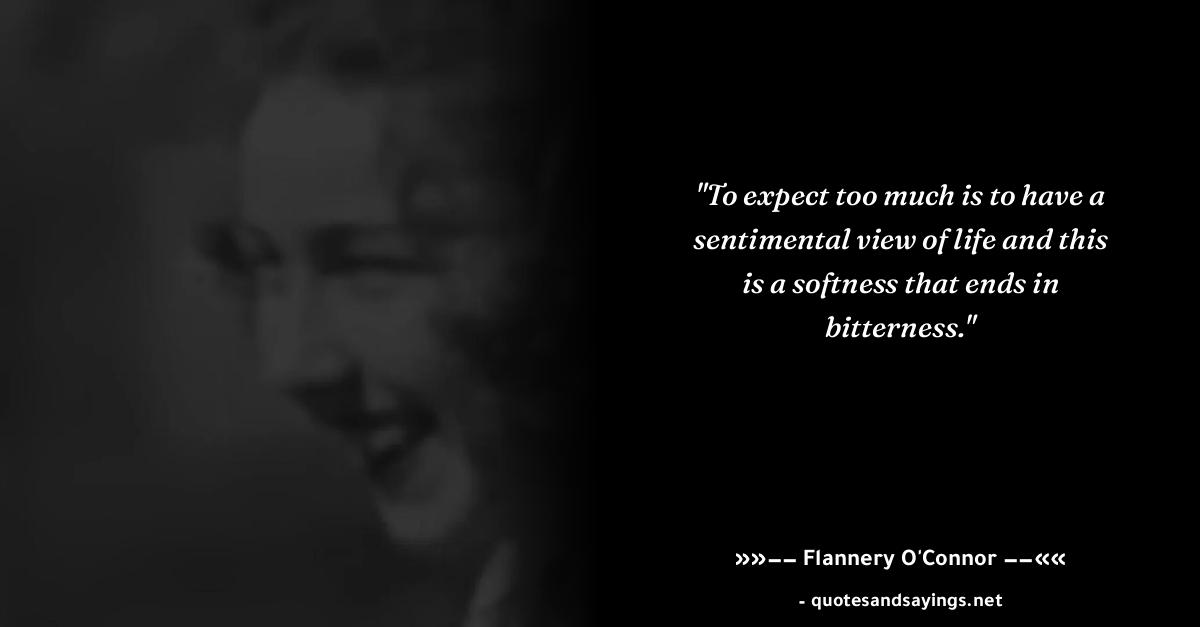 "To expect too much is to have a
sentimental view of life and this
is a softness that ends in
bitterness."
»»−− Flannery O'Connor −−««
- quotesandsayings.net